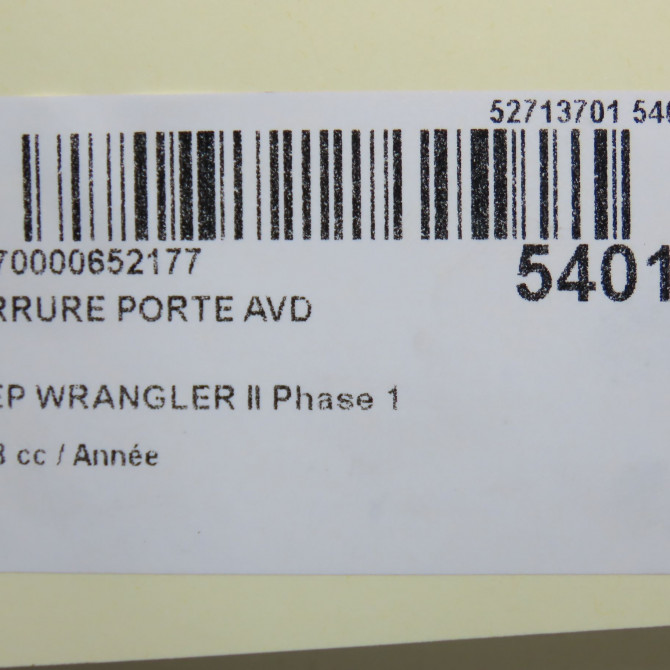 52713701 540
70000652177
5401
RRURE PORTE AVD
EP WRANGLER II Phase 1
3 cc / Année